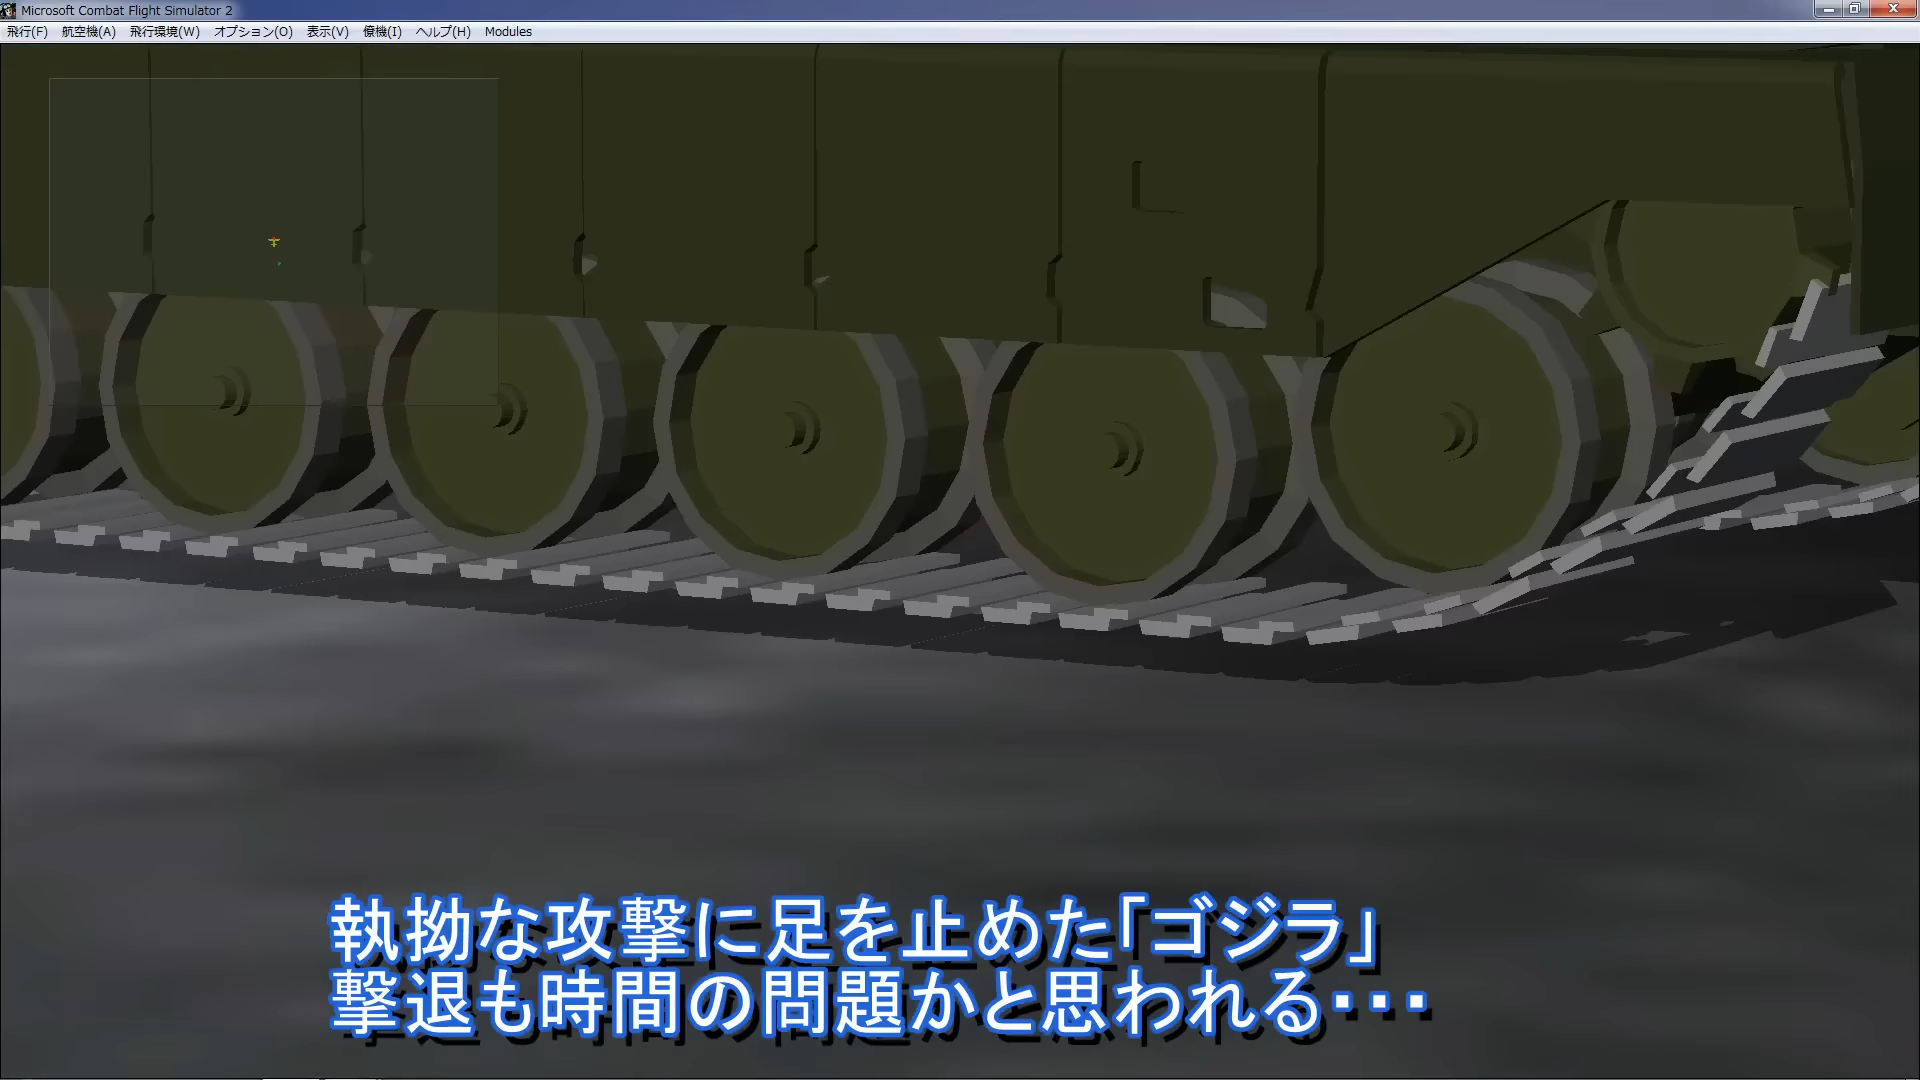 Microsoft Combat Flight Simulator 2
飛行(F) 航空機(A) 飛行環境(W) オプション(O) 表示(V) 僚機(I) ヘルプ(H) Modules
執拗な攻撃に足を止めた「ゴジラ」
撃退も時間の問題かと思われる・・・